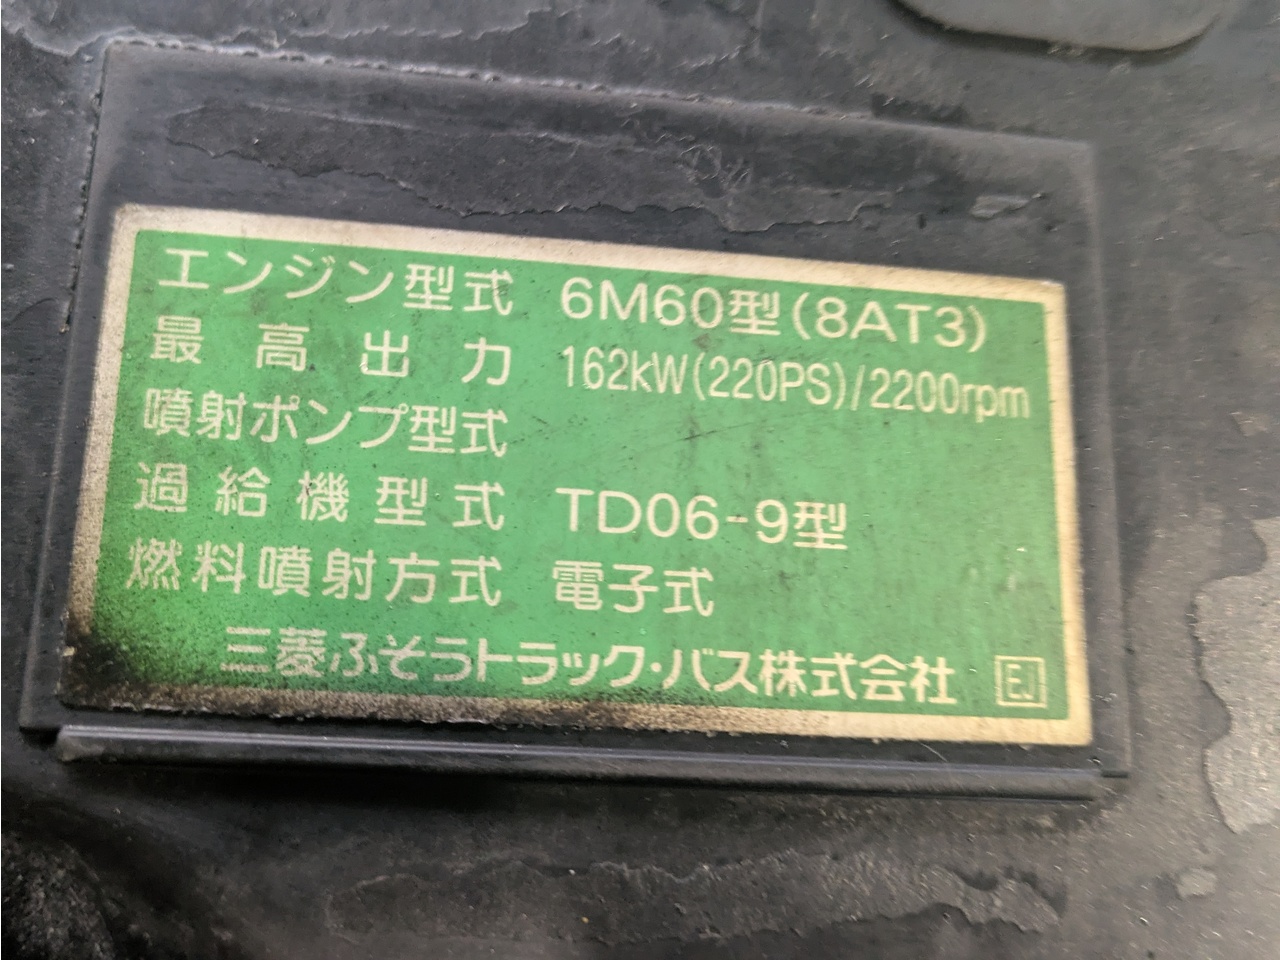 エンジン型式 6M60型(8AT3)
最高出力 162kW(220PS)/2200rpm
噴射ポンプ型式
過給機型式 TD06-9型
燃料噴射方式 電子式
三菱ふそうトラック・バス株式会社 EJ